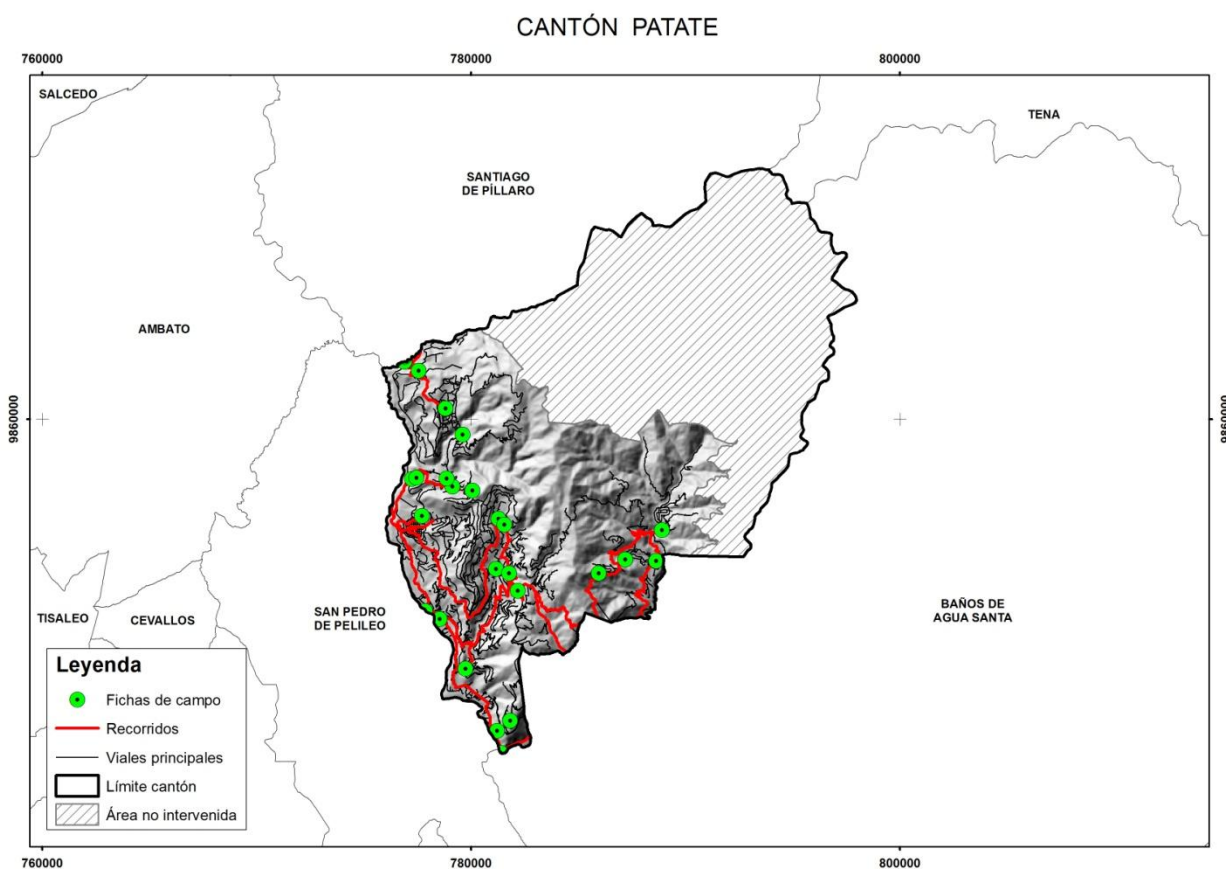 CANTÓN PATATE
760000
780000
800000
SALCEDO
TENA
SANTIAGO
DE PÍLLARO
AMBATO
9860000
9860000
TISALEO
CEVALLOS
SAN PEDRO
DE PELILEO
BAÑOS DE
AGUA SANTA
Leyenda
Fichas de campo
Recorridos
Viales principales
Límite cantón
Área no intervenida
760000
780000
800000